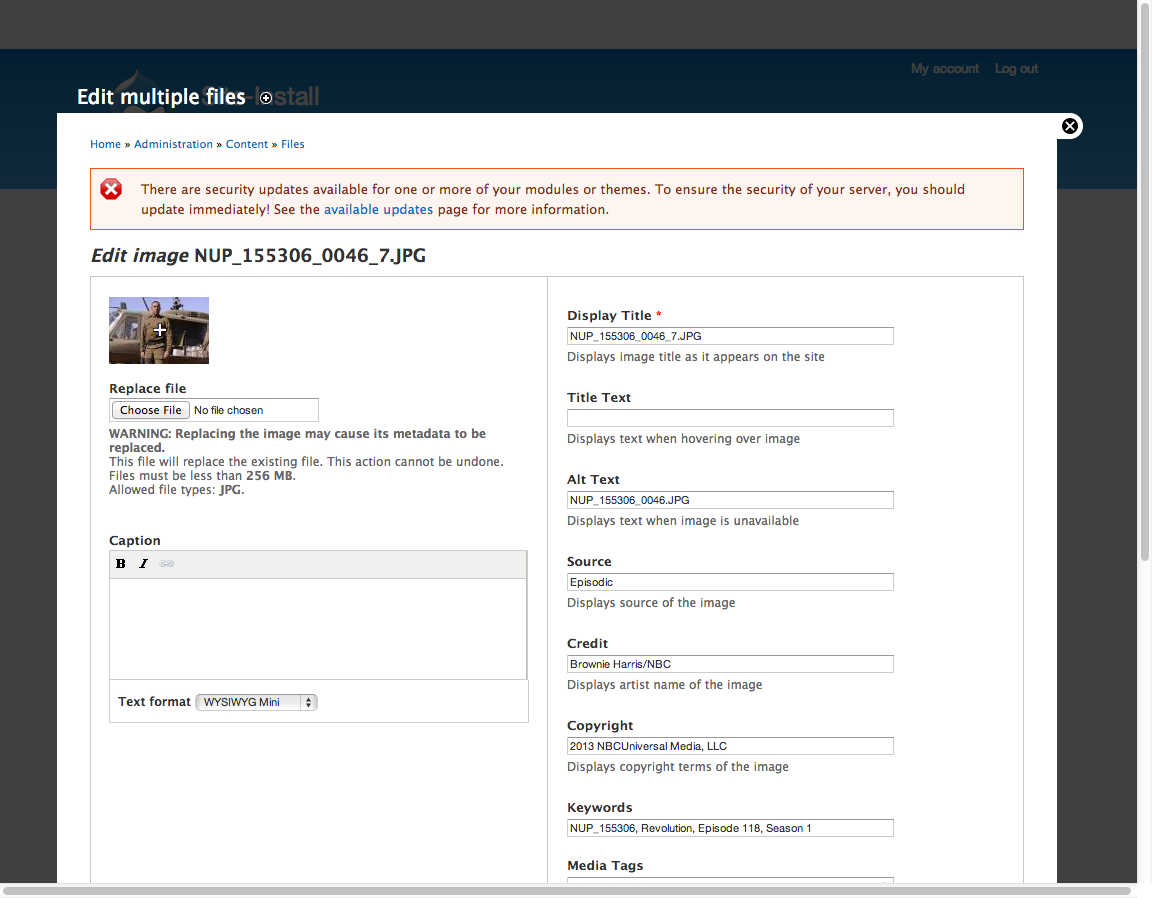 My account Log out
Edit multiple files
Site-Install
Home » Administration » Content » Files
There are security updates available for one or more of your modules or themes. To ensure the security of your server, you should
update immediately! See the available updates page for more information.
Edit image NUP_155306_0046_7.JPG
Replace file
Choose File No file chosen
WARNING: Replacing the image may cause its metadata to be
replaced.
This file will replace the existing file. This action cannot be undone.
Files must be less than 256 MB.
Allowed file types: JPG.
Caption
B I
Text format WYSIWYG Mini
Display Title *
NUP_155306_0046_7.JPG
Displays image title as it appears on the site
Title Text
Displays text when hovering over image
Alt Text
NUP_155306_0046.JPG
Displays text when image is unavailable
Source
Episodic
Displays source of the image
Credit
Brownie Harris/NBC
Displays artist name of the image
Copyright
2013 NBCUniversal Media, LLC
Displays copyright terms of the image
Keywords
NUP_155306, Revolution, Episode 118, Season 1
Media Tags